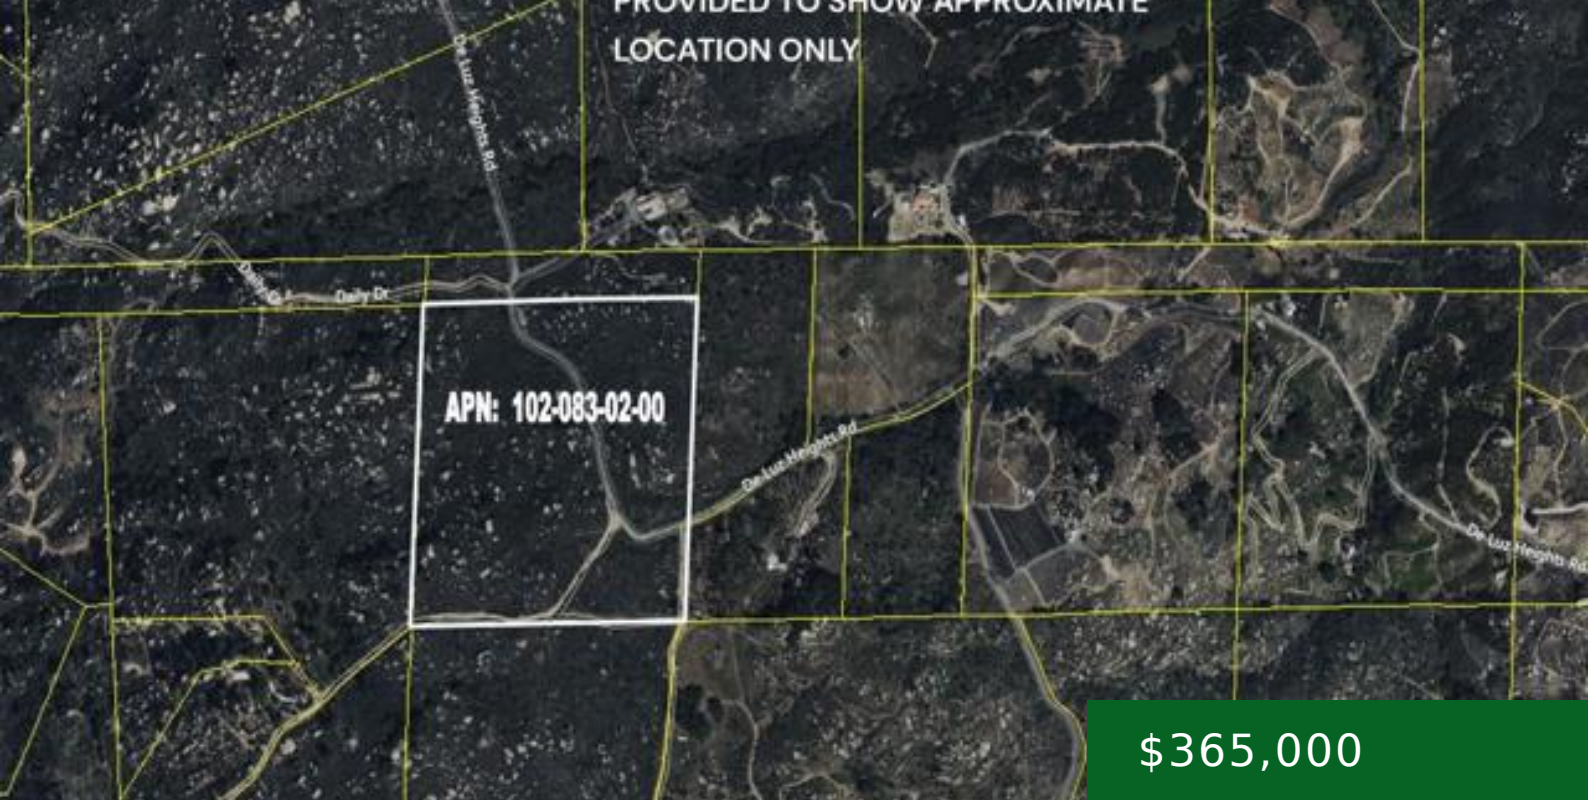 PROVIDED TO SHOW APPROXIMATE
LOCATION ONLY
De Luz Heights Rd
Daily Dr
Daily Dr
APN: 102-083-02-00
De Luz Heights Rd
De Luz Heights Rd
$365,000